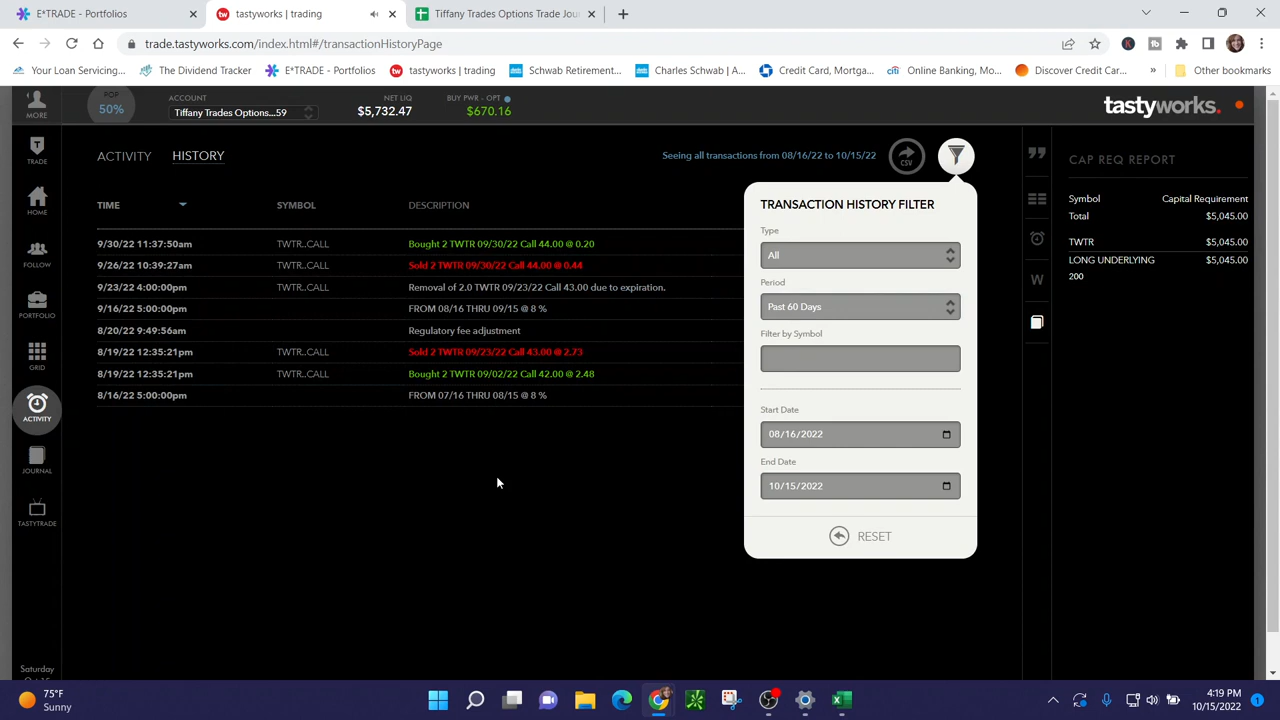 E*TRADE - Portfolios
tastyworks | trading
Tiffany Trades Options Trade Jou
trade.tastyworks.com/index.html#/transactionHistoryPage
Your Loan Servicing,...
The Dividend Tracker
E*TRADE - Portfolios
tastyworks | trading
Schwab Retirement...
Charles Schwab | A...
Credit Card, Mortga...
Online Banking, Mo...
Discover Credit Car...
Other bookmarks
MORE
POP
50%
ACCOUNT
Tiffany Trades Options...59
NET LIQ
$5,732.47
BUY PWR - OPT
$670.16
tastyworks.
TRADE
HOME
FOLLOW
PORTFOLIO
GRID
ACTIVITY
JOURNAL
TASTYTRADE
Saturday
ACTIVITY
HISTORY
Seeing all transactions from 08/16/22 to 10/15/22
CSV
TIME SYMBOL DESCRIPTION
9/30/22 11:37:50am TWTR..CALL Bought 2 TWTR 09/30/22 Call 44.00 @ 0.20
9/26/22 10:39:27am TWTR..CALL Sold 2 TWTR 09/30/22 Call 44.00 @ 0.44
9/23/22 4:00:00pm TWTR..CALL Removal of 2.0 TWTR 09/23/22 Call 43.00 due to expiration.
9/16/22 5:00:00pm FROM 08/16 THRU 09/15 @ 8 %
8/20/22 9:49:56am Regulatory fee adjustment
8/19/22 12:35:21pm TWTR..CALL Sold 2 TWTR 09/23/22 Call 43.00 @ 2.73
8/19/22 12:35:21pm TWTR..CALL Bought 2 TWTR 09/02/22 Call 42.00 @ 2.48
8/16/22 5:00:00pm FROM 07/16 THRU 08/15 @ 8 %
TRANSACTION HISTORY FILTER
Type
All
Period
Past 60 Days
Filter by Symbol
Start Date
08/16/2022
End Date
10/15/2022
RESET
W
CAP REQ REPORT
Symbol Capital Requirement
Total $5,045.00
TWTR $5,045.00
LONG UNDERLYING $5,045.00
200
75°F
Sunny
4:19 PM
10/15/2022